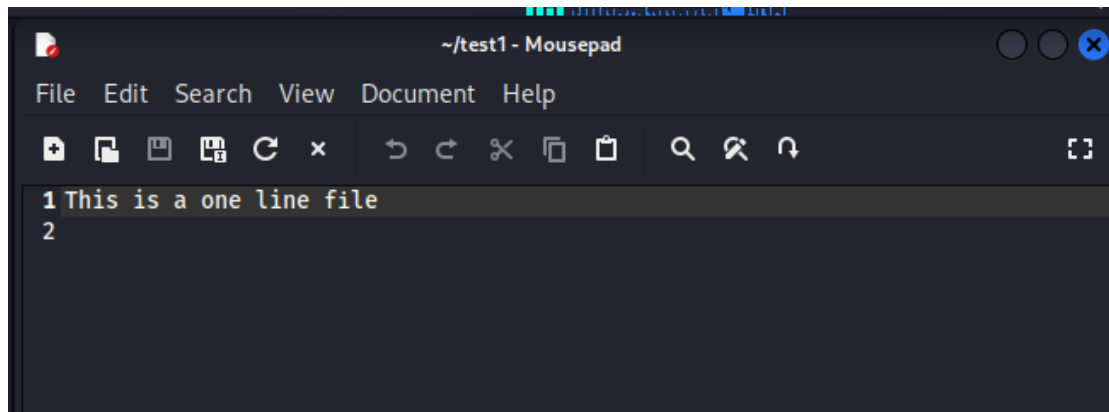 ~/test1 - Mousepad
File Edit Search View Document Help
1 This is a one line file
2